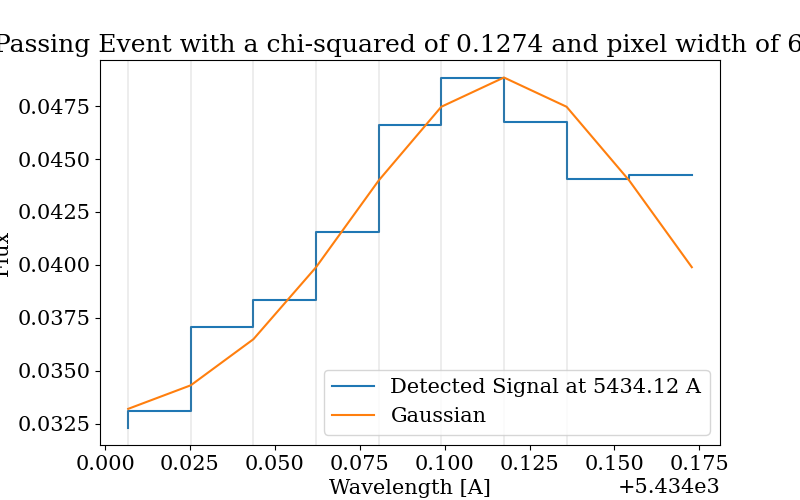 Passing Event with a chi-squared of 0.1274 and pixel width of 6
Flux
0.0475
0.0450
0.0425
0.0400
0.0375
0.0350
0.0325
Detected Signal at 5434.12 A
Gaussian
0.000 0.025 0.050 0.075 0.100 0.125 0.150 0.175
Wavelength [A]
+5.434e3